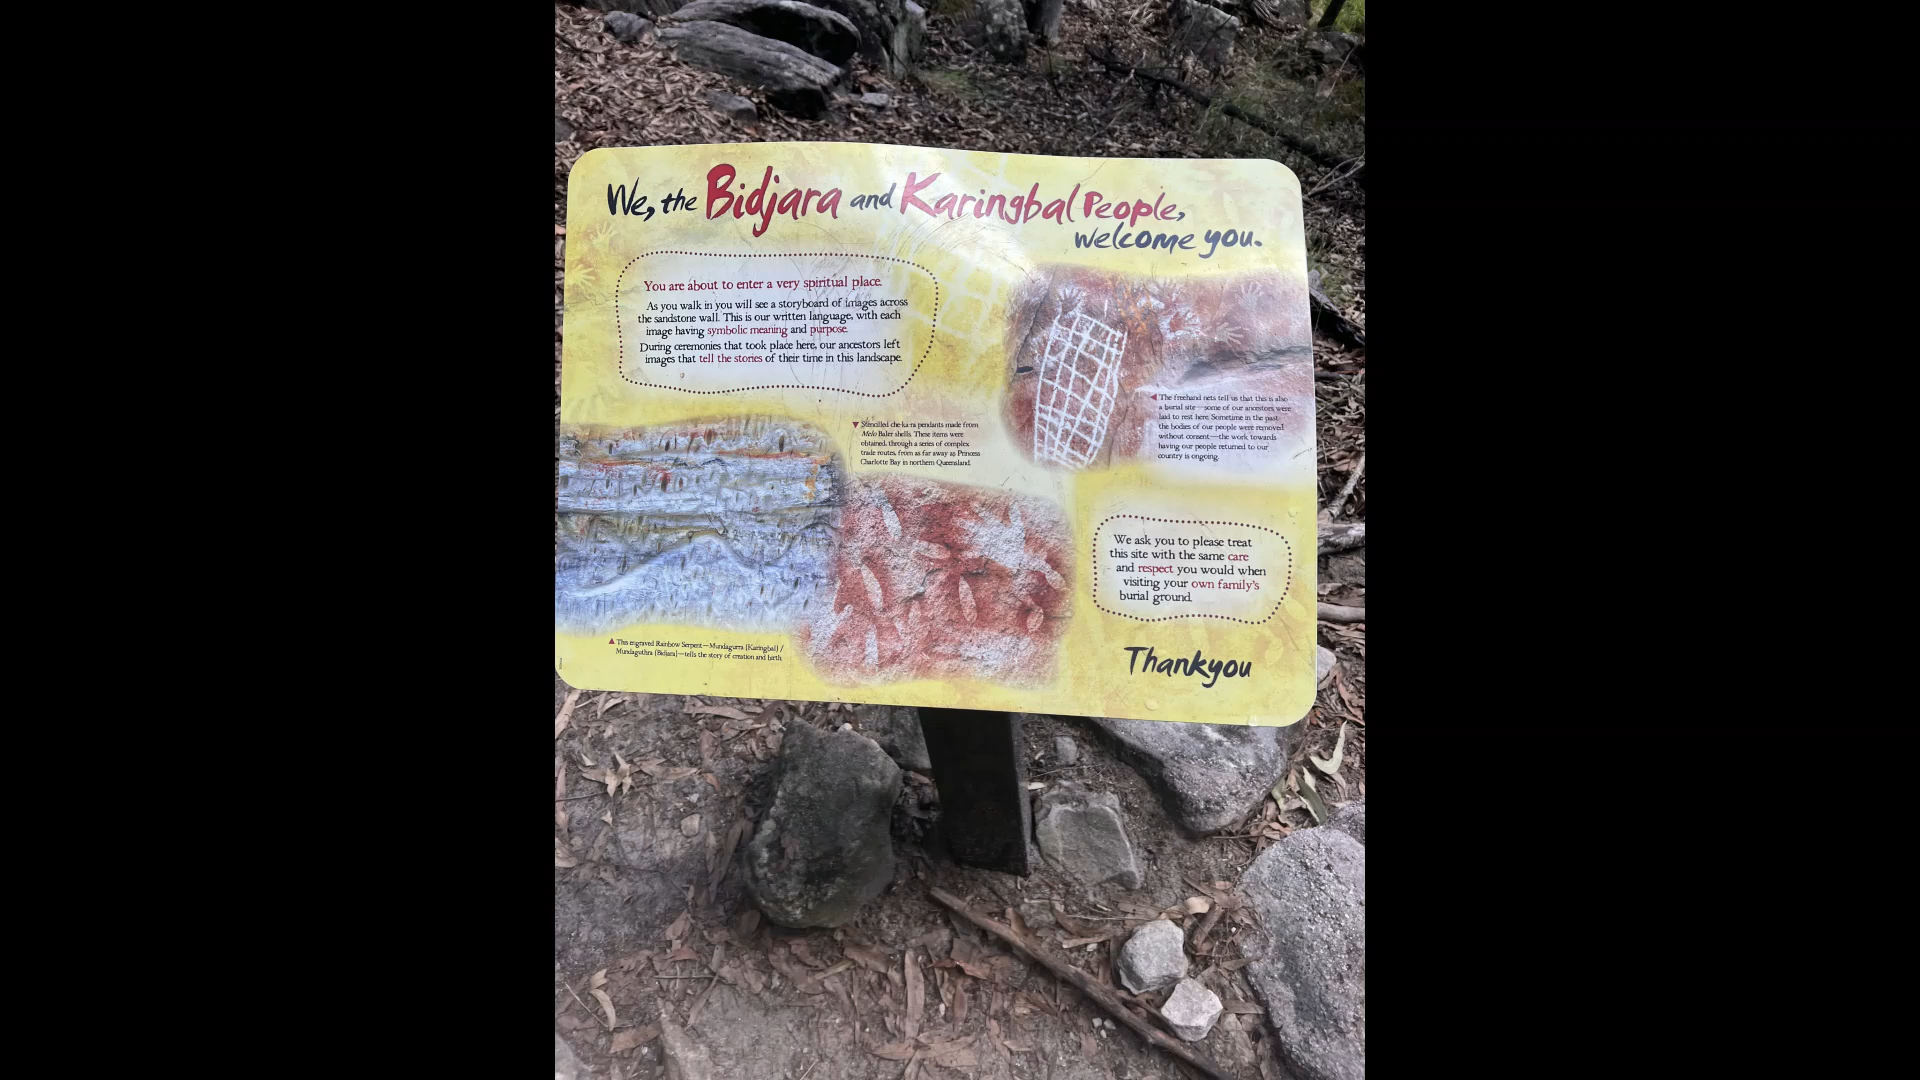 We, the Bidjara and Karingbal People,
welcome you.
You are about to enter a very spiritual place.
As you walk in you will see a storyboard of images across
the sandstone wall. This is our written language, with each
image having symbolic meaning and purpose.
During ceremonies that took place here, our ancestors left
images that tell the stories of their time in this landscape.
The freehand nets tell us that this is also
a burial site—some of our ancestors were
laid to rest here. Sometime in the past
the bodies of our people were removed
without consent—the work towards
having our people returned to our
country is ongoing.
Stencilled che-ka-ra pendants made from
Melo Baler shells. These items were
obtained, through a series of complex
trade routes, from as far away as Princess
Charlotte Bay in northern Queensland.
We ask you to please treat
this site with the same care
and respect you would when
visiting your own family's
burial ground.
This engraved Rainbow Serpent—Mundagurra (Karingbal) /
Mundagathra (Bidjara)—tells the story of creation and birth.
Thankyou